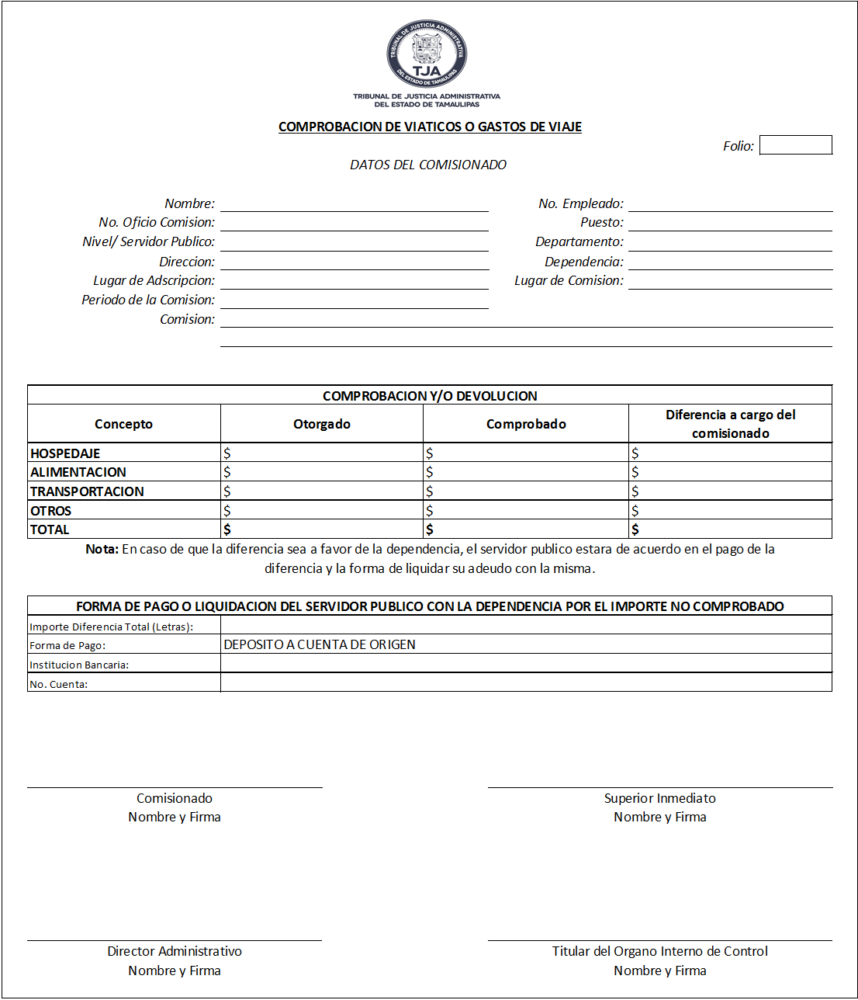 TRIBUNAL DE JUSTICIA ADMINISTRATIVA
TJA
DEL ESTADO DE TAMAULIPAS
TRIBUNAL DE JUSTICIA ADMINISTRATIVA
DEL ESTADO DE TAMAULIPAS
COMPROBACION DE VIATICOS O GASTOS DE VIAJE
Folio:
DATOS DEL COMISIONADO
Nombre: No. Empleado:
No. Oficio Comision: Puesto:
Nivel/ Servidor Publico: Departamento:
Direccion: Dependencia:
Lugar de Adscripcion: Lugar de Comision:
Periodo de la Comision:
Comision:
COMPROBACION Y/O DEVOLUCION
Concepto Otorgado Comprobado Diferencia a cargo del
comisionado
HOSPEDAJE $ $ $
ALIMENTACION $ $ $
TRANSPORTACION $ $ $
OTROS $ $ $
TOTAL $ $ $
Nota: En caso de que la diferencia sea a favor de la dependencia, el servidor publico estara de acuerdo en el pago de la
diferencia y la forma de liquidar su adeudo con la misma.
FORMA DE PAGO O LIQUIDACION DEL SERVIDOR PUBLICO CON LA DEPENDENCIA POR EL IMPORTE NO COMPROBADO
Importe Diferencia Total (Letras):
Forma de Pago: DEPOSITO A CUENTA DE ORIGEN
Institucion Bancaria:
No. Cuenta:
Comisionado Superior Inmediato
Nombre y Firma Nombre y Firma
Director Administrativo Titular del Organo Interno de Control
Nombre y Firma Nombre y Firma